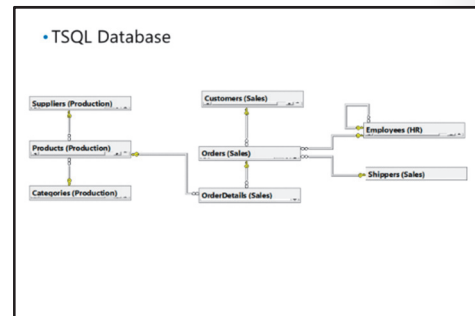 • TSQL Database
Customers (Sales)
Suppliers (Production)
Employees (HR)
Products (Production)
Orders (Sales)
Shippers (Sales)
Categories (Production)
OrderDetails (Sales)